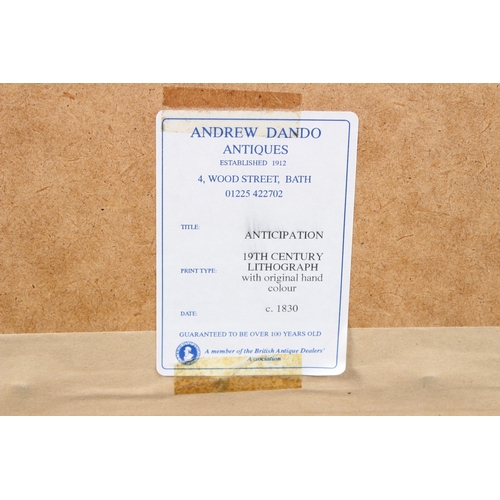 ANDREW DANDO
ANTIQUES
ESTABLISHED 1912
4, WOOD STREET, BATH
01225 422702
TITLE: ANTICIPATION
PRINT TYPE: 19TH CENTURY
LITHOGRAPH
with original hand
colour
DATE: c. 1830
GUARANTEED TO BE OVER 100 YEARS OLD
A member of the British Antique Dealers'
Association